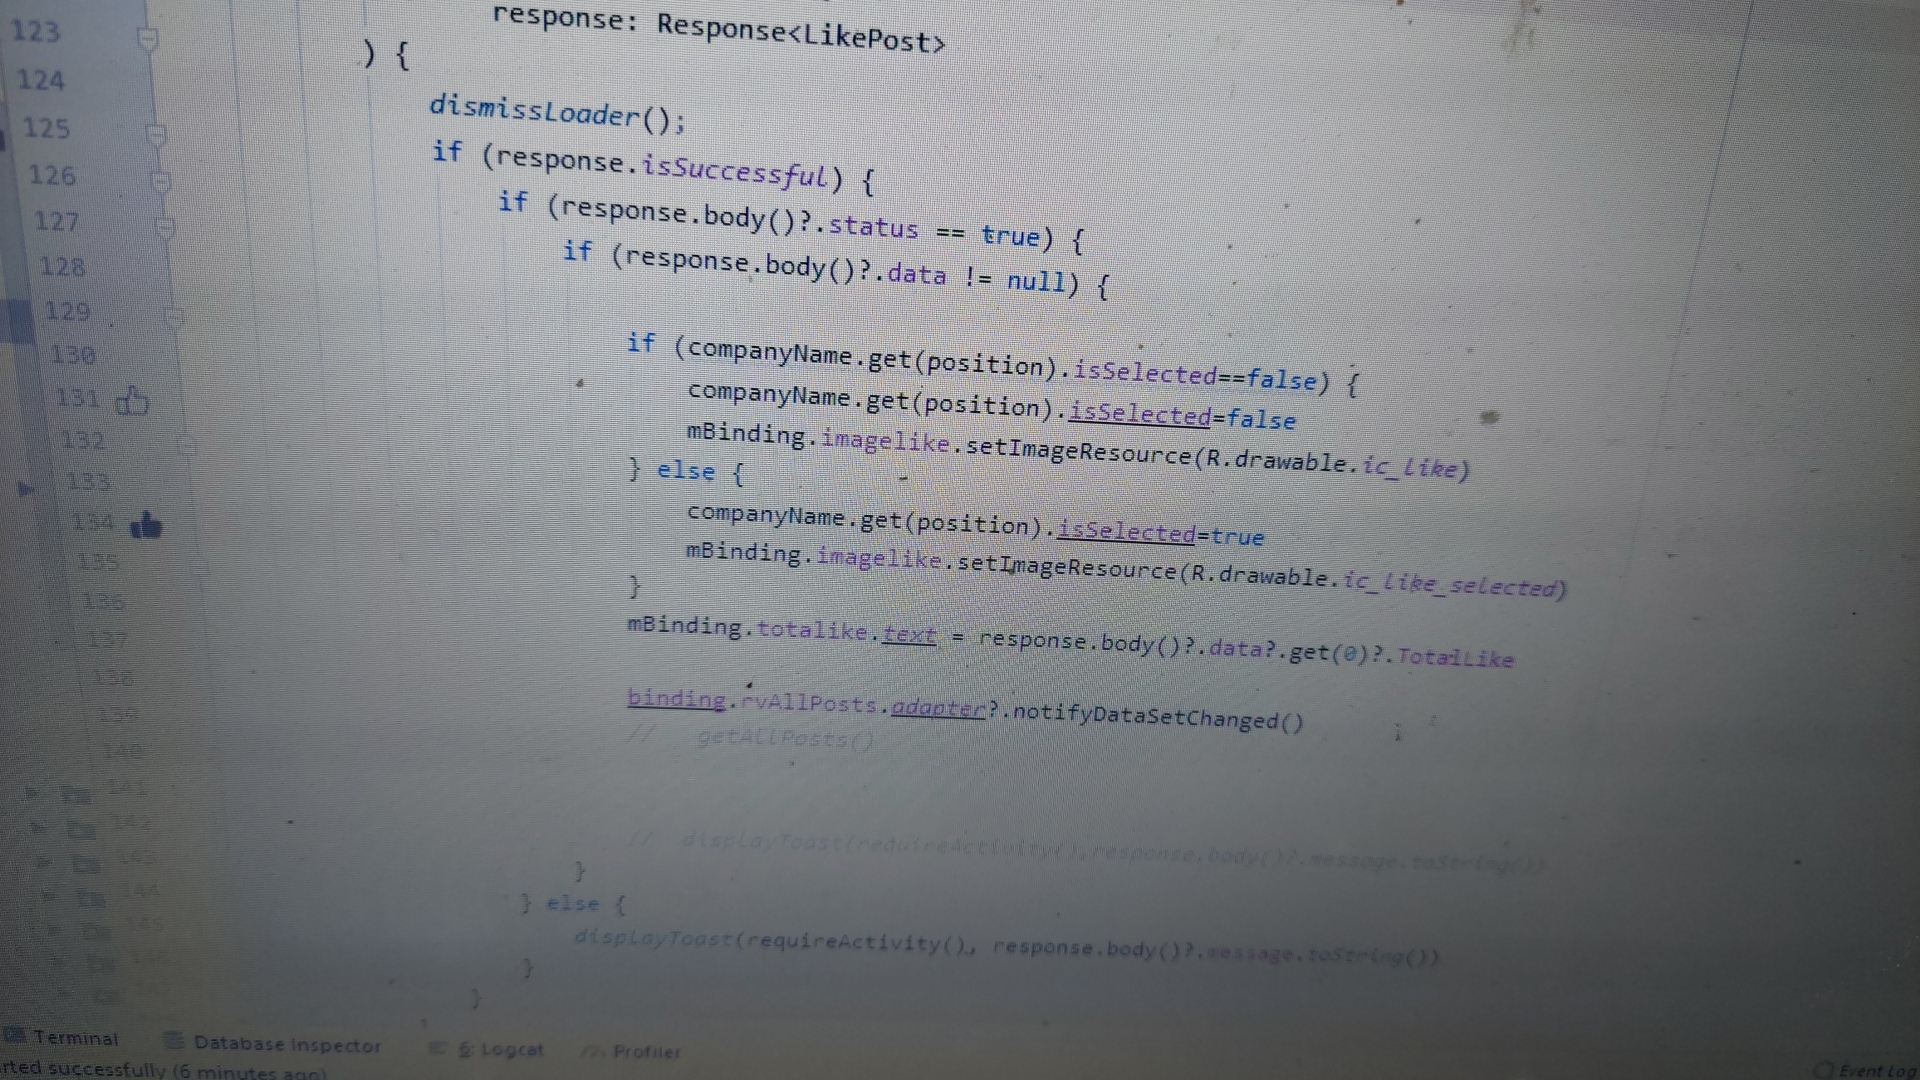 123
response: Response<LikePost>
124
) {
125
dismissLoader();
126
if (response.isSuccessful) {
127
if (response.body()?.status == true) {
128
if (response.body()?.data != null) {
129
130
if (companyName.get(position).isSelected==false) {
131
companyName.get(position).isSelected=false
132
mBinding.imagelike.setImageResource(R.drawable.ic_like)
133
} else {
134
companyName.get(position).isSelected=true
135
mBinding.imagelike.setImageResource(R.drawable.ic_like_selected)
136
}
137
mBinding.totalike.text = response.body()?.data?.get(0)?.TotalLike
138
139
binding.rvAllPosts.adapter?.notifyDataSetChanged()
140
// getAllPosts()
141
142
143
// displayToast(requireActivity(),response.body()?.message.toString())
144
}
145
} else {
146
displayToast(requireActivity(), response.body()?.message.toString())
147
}
}
Terminal
Database Inspector
6: Logcat
Profiler
Event Log
rted successfully (6 minutes ago)